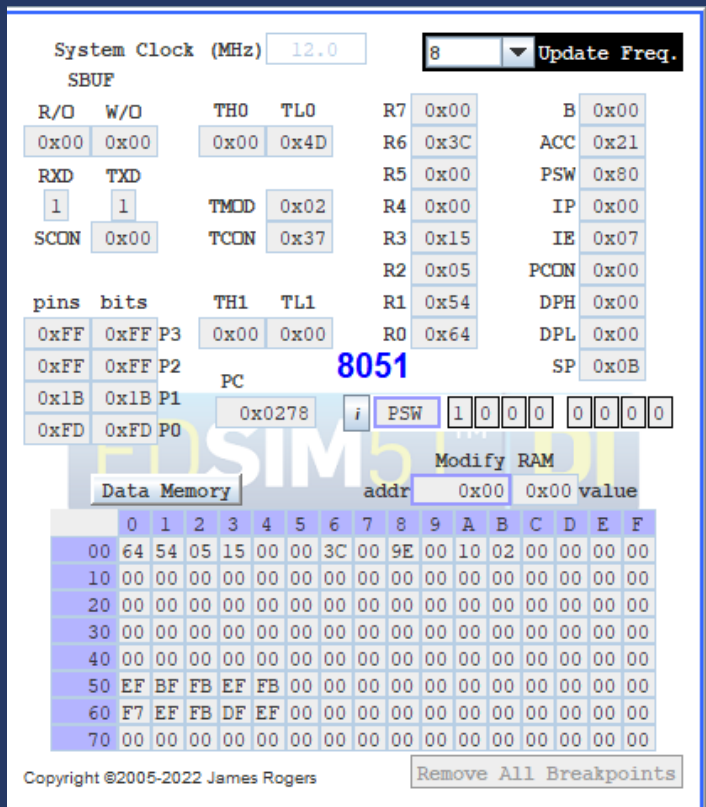 System Clock (MHz) 12.0 8 Update Freq.
SBUF
R/O W/O TH0 TL0 R7 0x00 B 0x00
0x00 0x00 0x00 0x4D R6 0x3C ACC 0x21
RXD TXD R5 0x00 PSW 0x80
1 1 TMOD 0x02 R4 0x00 IP 0x00
SCON 0x00 TCON 0x37 R3 0x15 IE 0x07
R2 0x05 PCON 0x00
pins bits TH1 TL1 R1 0x54 DPH 0x00
0xFF 0xFF P3 0x00 0x00 R0 0x64 DPL 0x00
0xFF 0xFF P2 8051 SP 0x0B
PC
0x1B 0x1B P1 0x0278 i PSW 1 0 0 0 0 0 0 0
0xFD 0xFD P0
EDSIM51 DI
TM
Modify RAM
Data Memory addr 0x00 0x00 value
0 1 2 3 4 5 6 7 8 9 A B C D E F
00 64 54 05 15 00 00 3C 00 9E 00 10 02 00 00 00 00
10 00 00 00 00 00 00 00 00 00 00 00 00 00 00 00 00
20 00 00 00 00 00 00 00 00 00 00 00 00 00 00 00 00
30 00 00 00 00 00 00 00 00 00 00 00 00 00 00 00 00
40 00 00 00 00 00 00 00 00 00 00 00 00 00 00 00 00
50 EF BF FB EF FB 00 00 00 00 00 00 00 00 00 00 00
60 F7 EF FB DF EF 00 00 00 00 00 00 00 00 00 00 00
70 00 00 00 00 00 00 00 00 00 00 00 00 00 00 00 00
Copyright ©2005-2022 James Rogers Remove All Breakpoints